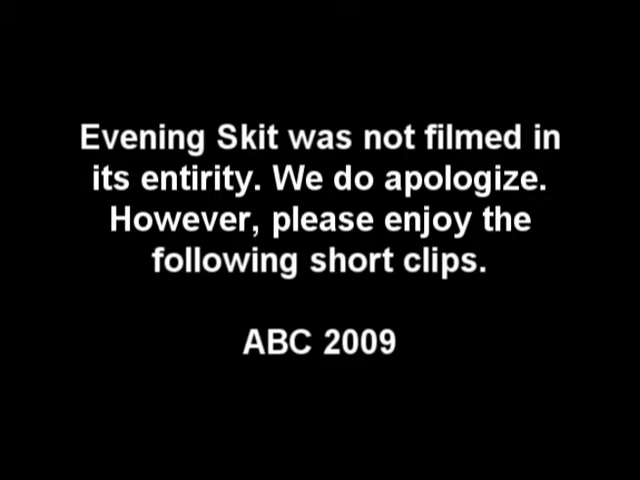 Evening Skit was not filmed in
its entirity. We do apologize.
However, please enjoy the
following short clips.
ABC 2009